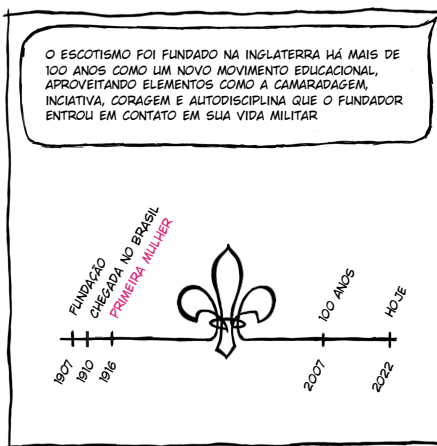 O ESCOTISMO FOI FUNDADO NA INGLATERRA HÁ MAIS DE
100 ANOS COMO UM NOVO MOVIMENTO EDUCACIONAL,
APROVEITANDO ELEMENTOS COMO A CAMARADAGEM,
INCIATIVA, CORAGEM E AUTODISCIPLINA QUE O FUNDADOR
ENTROU EM CONTATO EM SUA VIDA MILITAR
FUNDAÇÃO
CHEGADA NO BRASIL
PRIMEIRA MULHER
100 ANOS
HOJE
1907
1910
1916
2007
2022